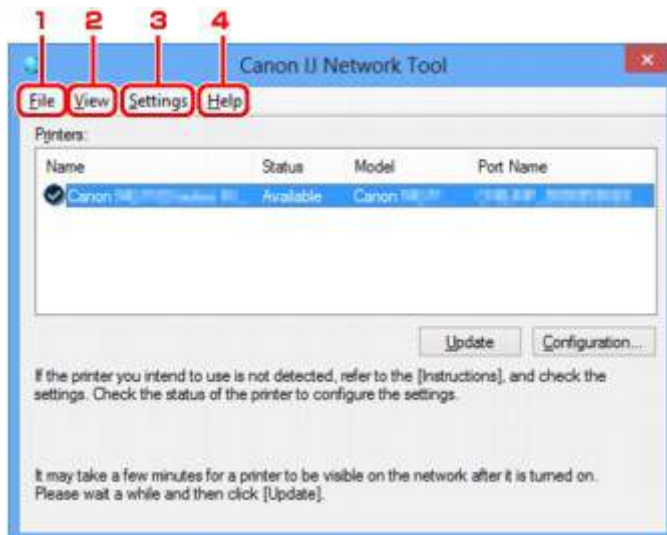 1 2 3 4
Canon IJ Network Tool
File View Settings Help
Printers:
Name Status Model Port Name
Canon Available Canon
Update Configuration...
If the printer you intend to use is not detected, refer to the [Instructions], and check the
settings. Check the status of the printer to configure the settings.
It may take a few minutes for a printer to be visible on the network after it is turned on.
Please wait a while and then click [Update].